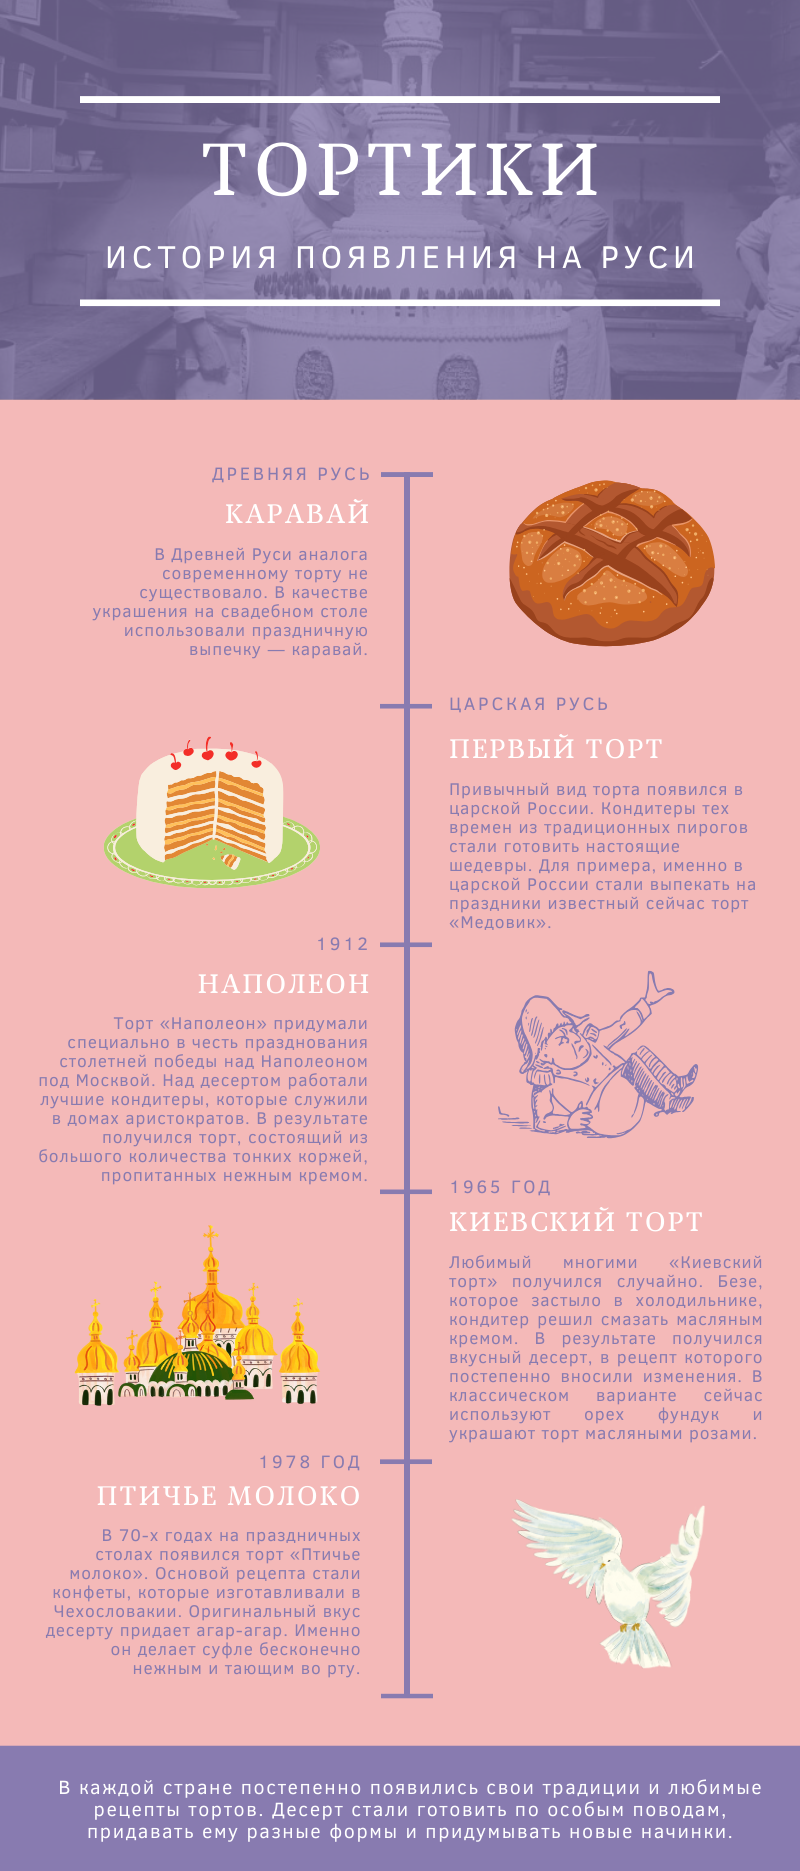 ТОРТИКИ
ИСТОРИЯ ПОЯВЛЕНИЯ НА РУСИ
ДРЕВНЯЯ РУСЬ
КАРАВАЙ
В Древней Руси аналога
современному торту не
существовало. В качестве
украшения на свадебном столе
использовали праздничную
выпечку — каравай.
ЦАРСКАЯ РУСЬ
ПЕРВЫЙ ТОРТ
Привычный вид торта появился в
царской России. Кондитеры тех
времен из традиционных пирогов
стали готовить настоящие
шедевры. Для примера, именно в
царской России стали выпекать на
праздники известный сейчас торт
«Медовик».
1912
НАПОЛЕОН
Торт «Наполеон» придумали
специально в честь празднования
столетней победы над Наполеоном
под Москвой. Над десертом работали
лучшие кондитеры, которые служили
в домах аристократов. В результате
получился торт, состоящий из
большого количества тонких коржей,
пропитанных нежным кремом.
1965 ГОД
КИЕВСКИЙ ТОРТ
Любимый многими «Киевский
торт» получился случайно. Безе,
которое застыло в холодильнике,
кондитер решил смазать масляным
кремом. В результате получился
вкусный десерт, в рецепт которого
постепенно вносили изменения. В
классическом варианте сейчас
используют орех фундук и
украшают торт масляными розами.
1978 ГОД
ПТИЧЬЕ МОЛОКО
В 70-х годах на праздничных
столах появился торт «Птичье
молоко». Основой рецепта стали
конфеты, которые изготавливали в
Чехословакии. Оригинальный вкус
десерту придает агар-агар. Именно
он делает суфле бесконечно
нежным и тающим во рту.
В каждой стране постепенно появились свои традиции и любимые
рецепты тортов. Десерт стали готовить по особым поводам,
придавать ему разные формы и придумывать новые начинки.